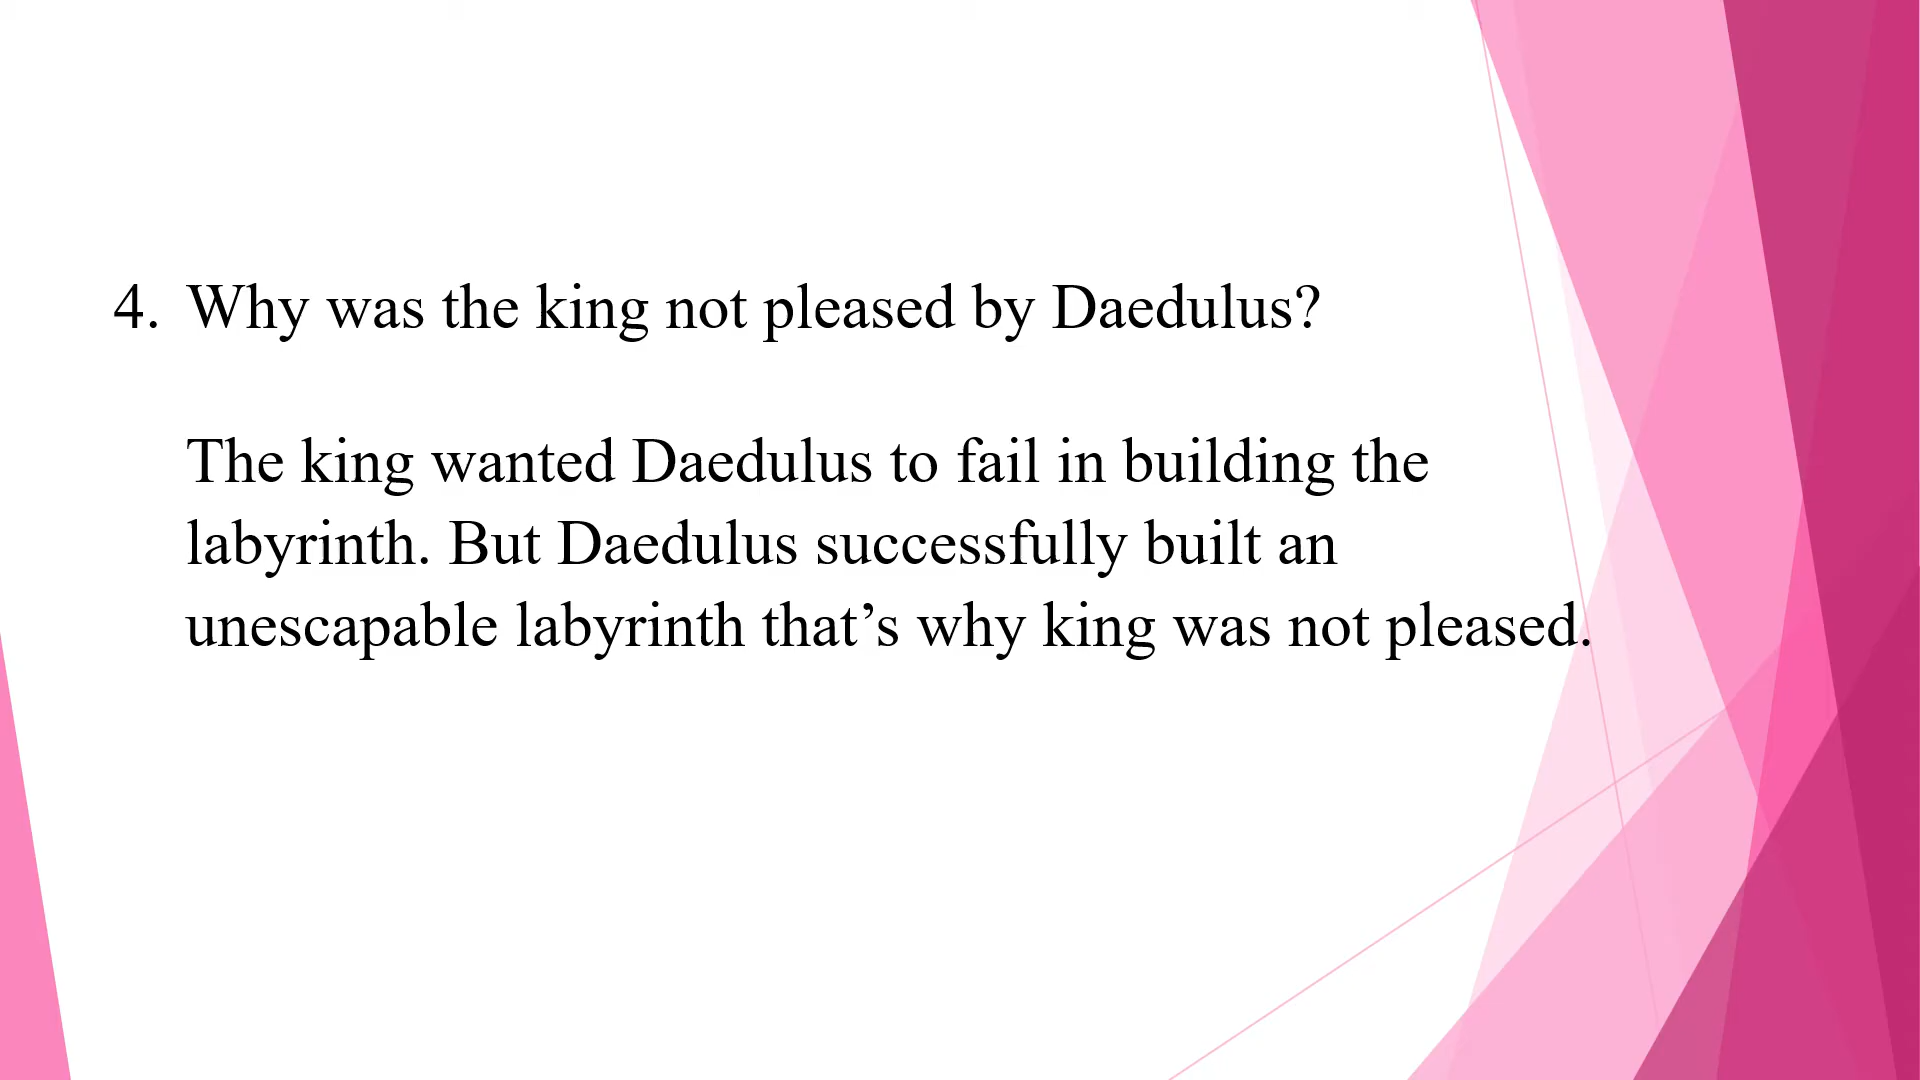 4. Why was the king not pleased by Daedulus?
The king wanted Daedulus to fail in building the
labyrinth. But Daedulus successfully built an
unescapable labyrinth that’s why king was not pleased.